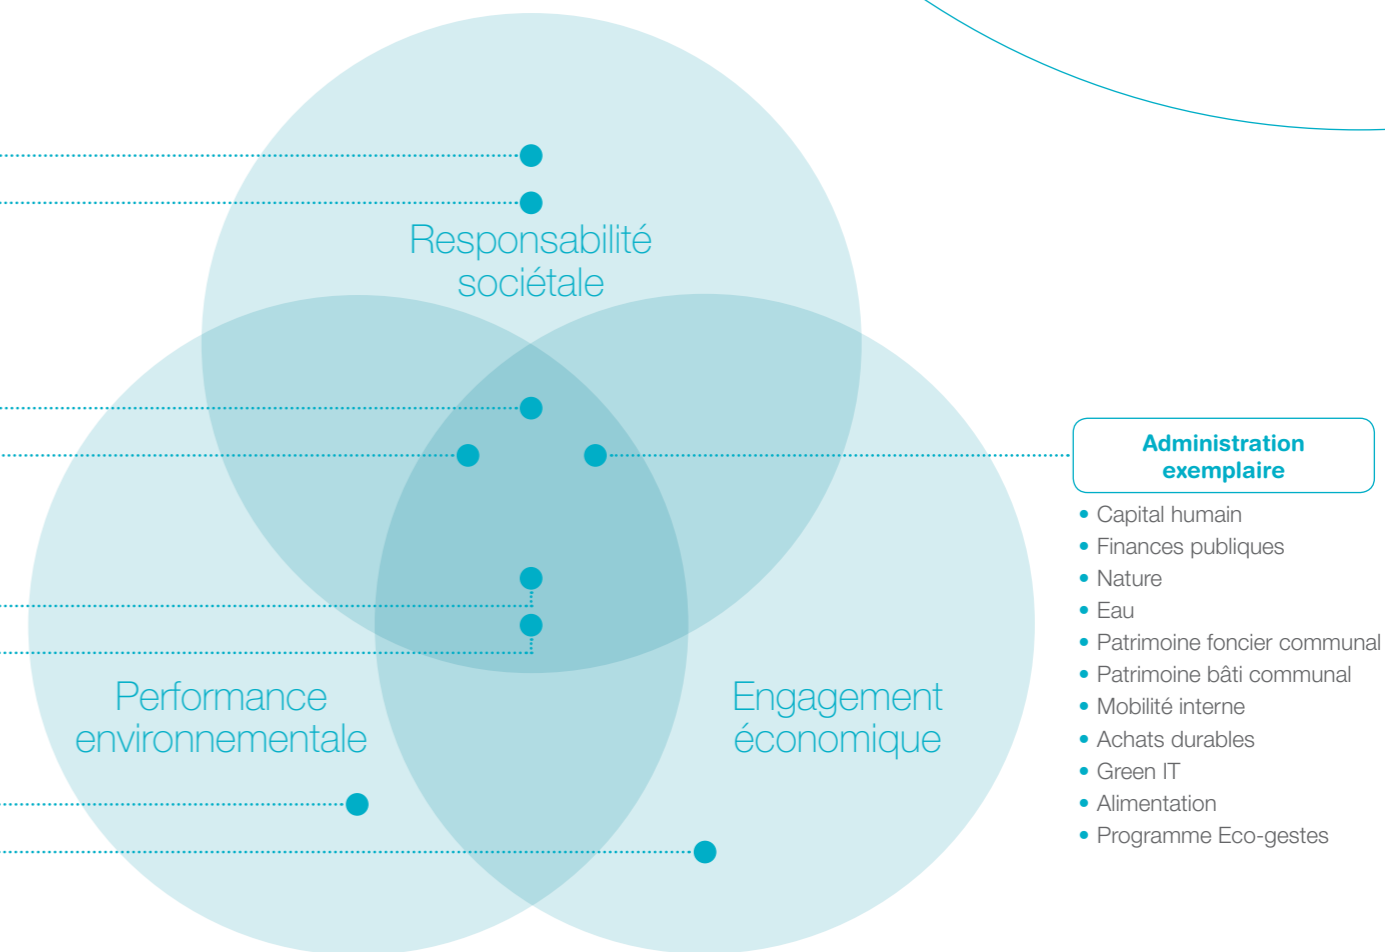 Responsabilité
sociétale
Performance
environnementale
Engagement
économique
Administration
exemplaire
• Capital humain
• Finances publiques
• Nature
• Eau
• Patrimoine foncier communal
• Patrimoine bâti communal
• Mobilité interne
• Achats durables
• Green IT
• Alimentation
• Programme Eco-gestes